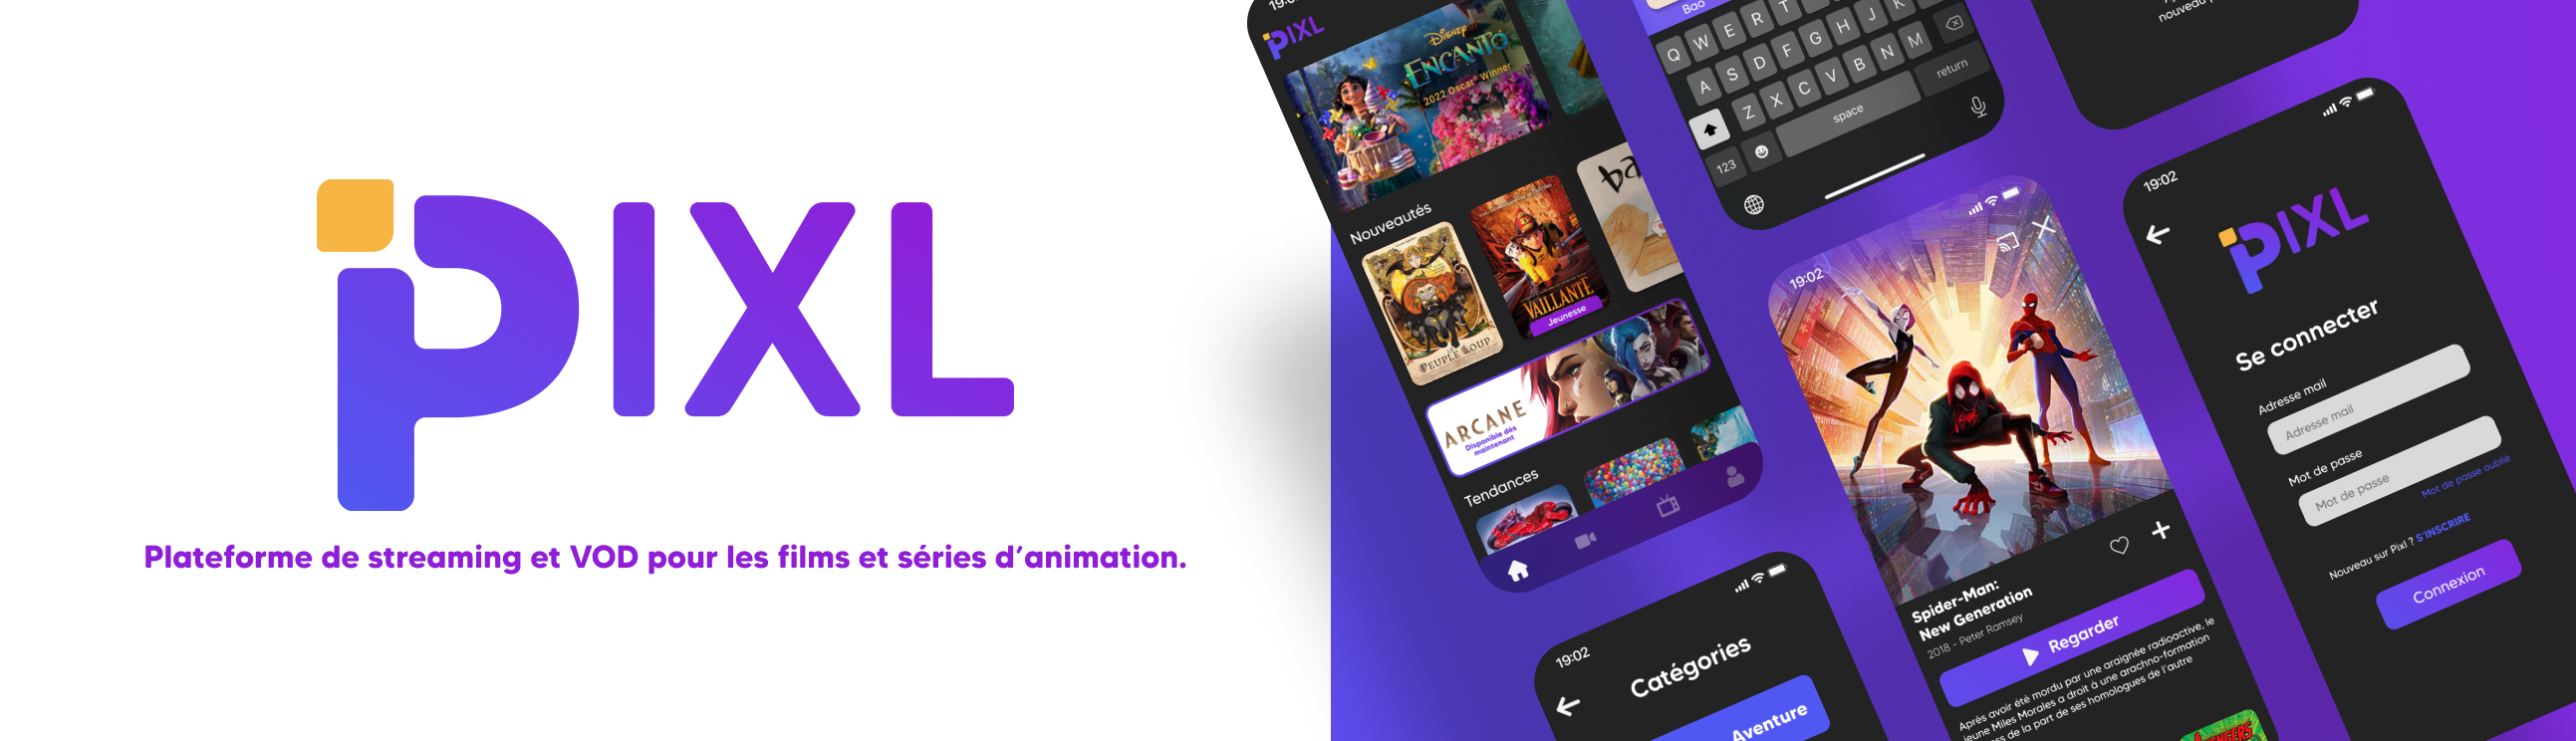 PIXL
Plateforme de streaming et VOD pour les films et séries d’animation.
PIXL
Disney
ENCANTO
2022 Oscar® Winner
Nouveautés
PEUPLE LOUP
VAILLANTE
Jeunesse
ARCANE
Disponible dès
maintenant
Tendances
Bao
Q W E R T
A S D F G H J K
Z X C V B N M
123 space return
19:02
Catégories
Aventure
19:02
Spider-Man:
New Generation
2018 - Peter Ramsey
Regarder
Après avoir été mordu par une araignée radioactive, le
jeune Miles Morales a droit à une arachno-formation
de la part de ses homologues de l’autre
AVENGERS
nouveau
19:02
PIXL
Se connecter
Adresse mail
Adresse mail
Mot de passe
Mot de passe
Mot de passe oublié
Nouveau sur Pixl ? S'INSCRIRE
Connexion